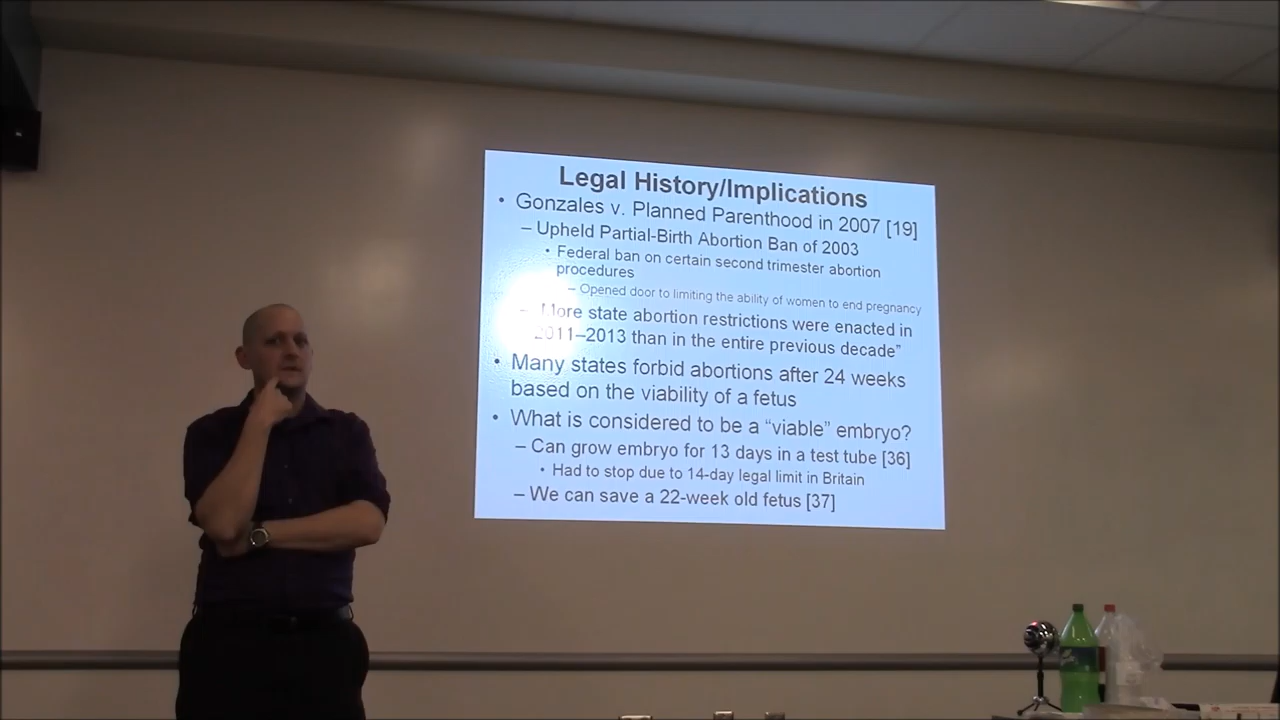 Legal History/Implications
• Gonzales v. Planned Parenthood in 2007 [19]
– Upheld Partial-Birth Abortion Ban of 2003
• Federal ban on certain second trimester abortion
procedures
– Opened door to limiting the ability of women to end pregnancy
– "More state abortion restrictions were enacted in
2011–2013 than in the entire previous decade"
• Many states forbid abortions after 24 weeks
based on the viability of a fetus
• What is considered to be a "viable" embryo?
– Can grow embryo for 13 days in a test tube [36]
• Had to stop due to 14-day legal limit in Britain
– We can save a 22-week old fetus [37]